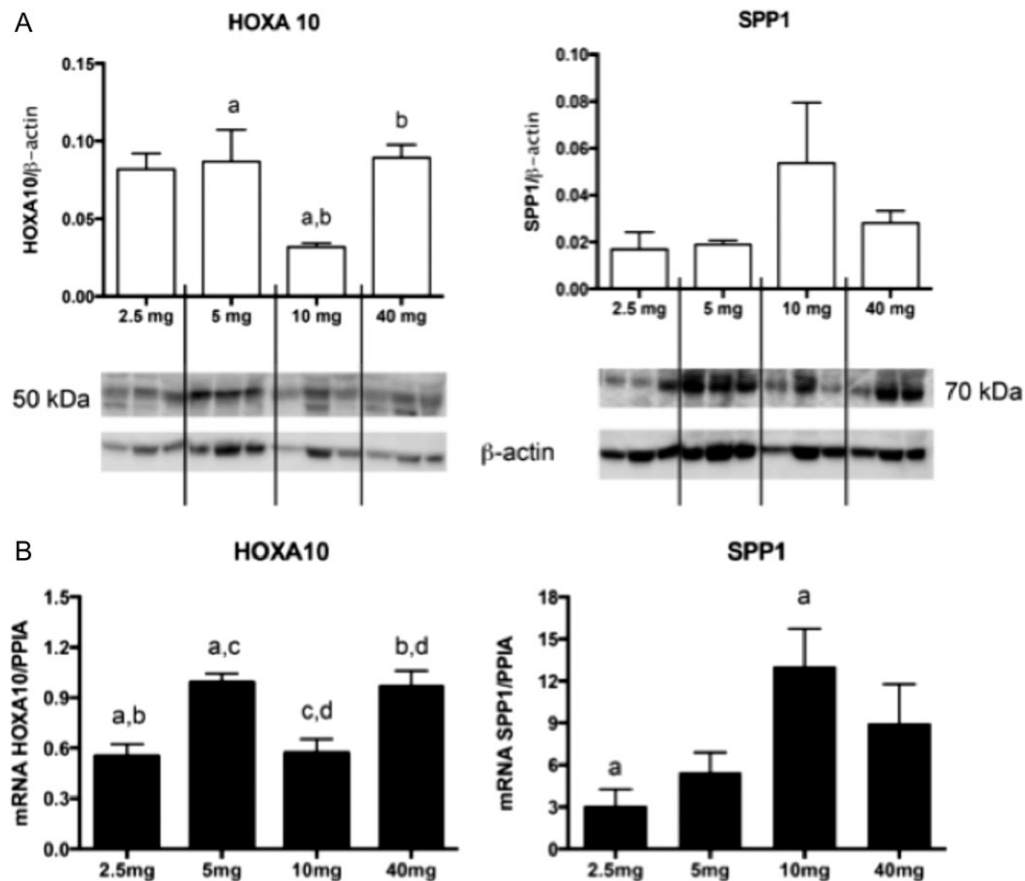 A
HOXA 10
SPP1
HOXA10/β-actin
0.15
0.10
0.05
0.00
a
a,b
b
2.5 mg
5 mg
10 mg
40 mg
SPP1/β-actin
0.10
0.08
0.06
0.04
0.02
0.00
2.5 mg
5 mg
10 mg
40 mg
50 kDa
70 kDa
β-actin
B
HOXA10
SPP1
mRNA HOXA10/PPIA
1.5
1.2
0.9
0.6
0.3
0.0
a,b
a,c
c,d
b,d
2.5mg
5mg
10mg
40mg
mRNA SPP1/PPIA
18
15
12
9
6
3
0
a
a
2.5mg
5mg
10mg
40mg